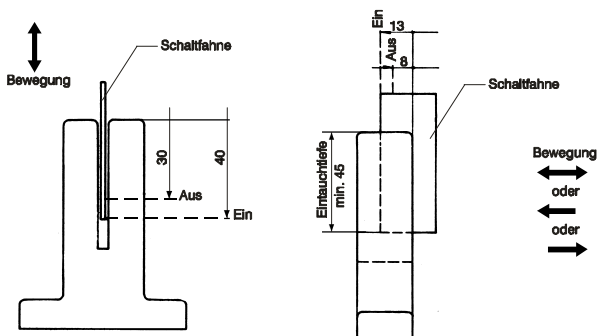 Bewegung
Schaltfahne
30
40
Aus
Ein
Ein
13
Aus
8
Schaltfahne
Eintauchtiefe
min. 45
Bewegung
oder
oder